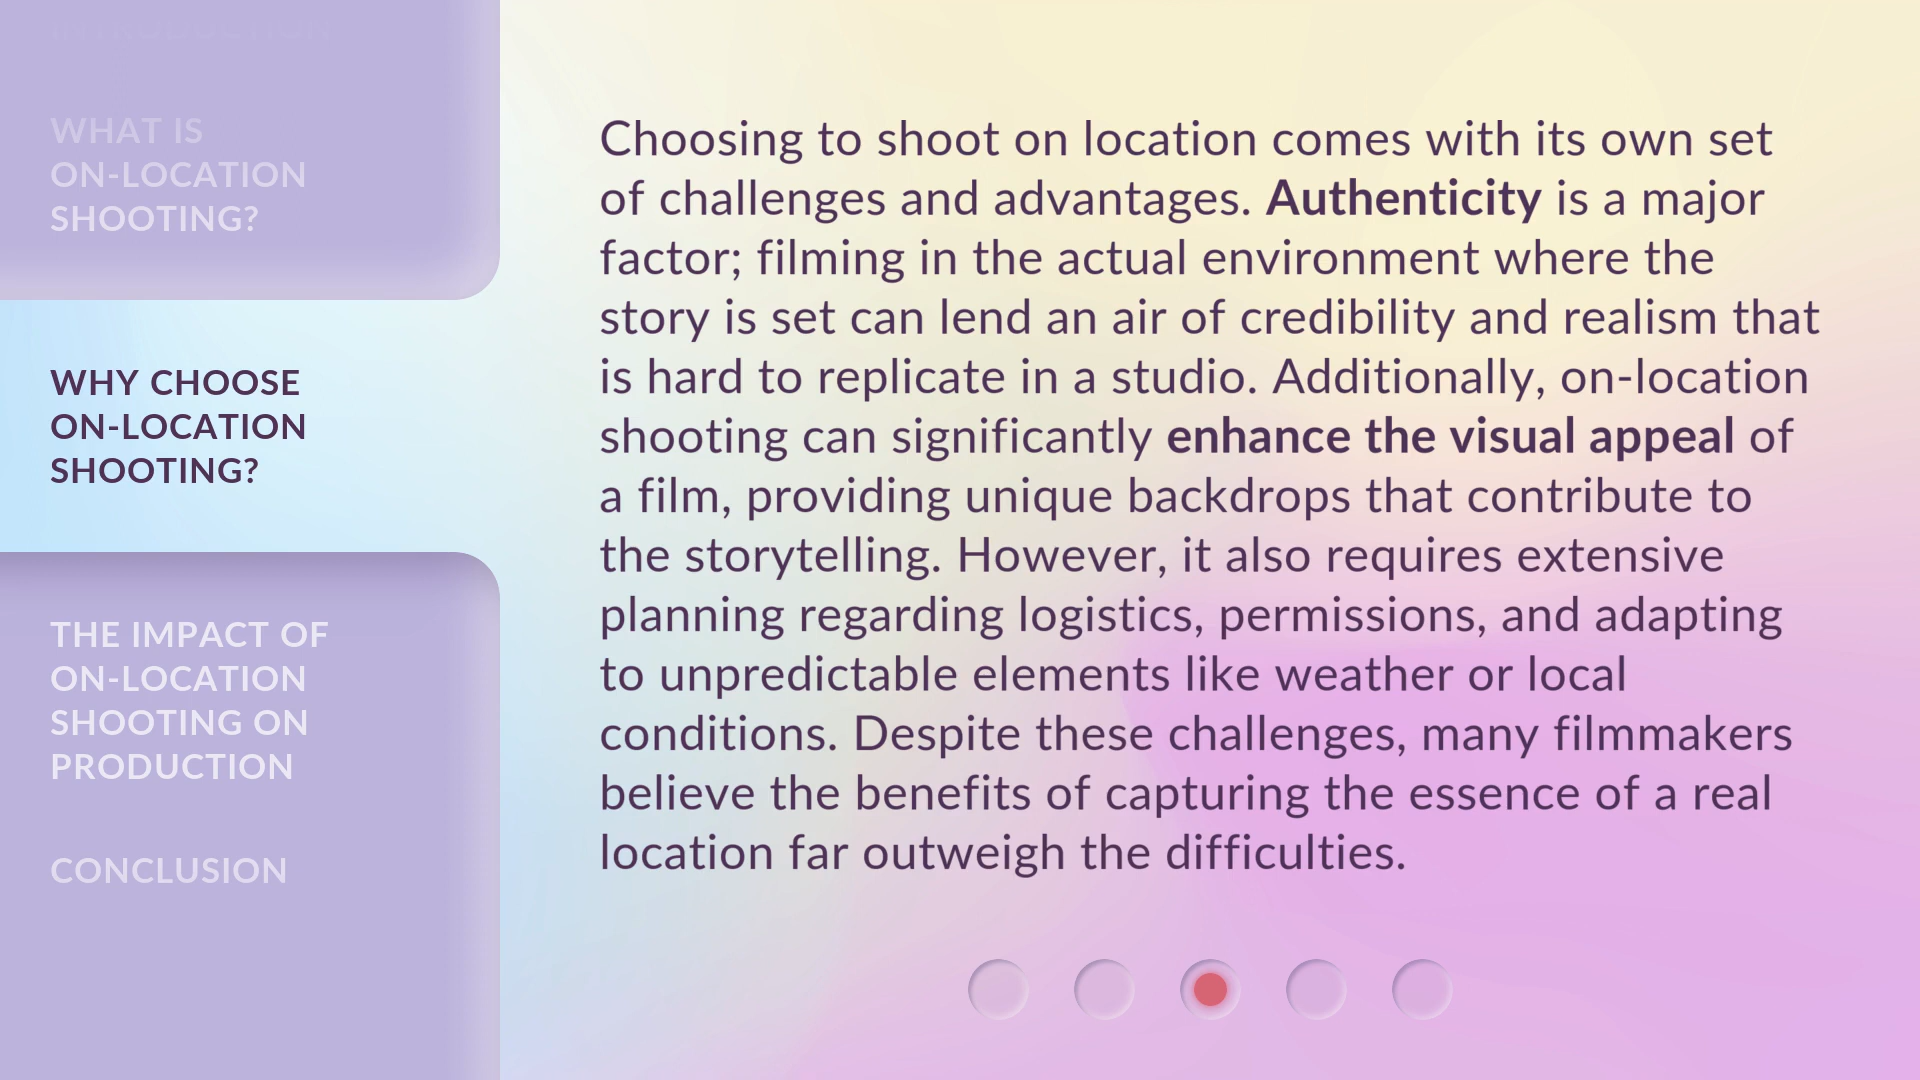 INTRODUCTION
WHAT IS
ON-LOCATION
SHOOTING?
WHY CHOOSE
ON-LOCATION
SHOOTING?
THE IMPACT OF
ON-LOCATION
SHOOTING ON
PRODUCTION
CONCLUSION
Choosing to shoot on location comes with its own set
of challenges and advantages. Authenticity is a major
factor; filming in the actual environment where the
story is set can lend an air of credibility and realism that
is hard to replicate in a studio. Additionally, on-location
shooting can significantly enhance the visual appeal of
a film, providing unique backdrops that contribute to
the storytelling. However, it also requires extensive
planning regarding logistics, permissions, and adapting
to unpredictable elements like weather or local
conditions. Despite these challenges, many filmmakers
believe the benefits of capturing the essence of a real
location far outweigh the difficulties.